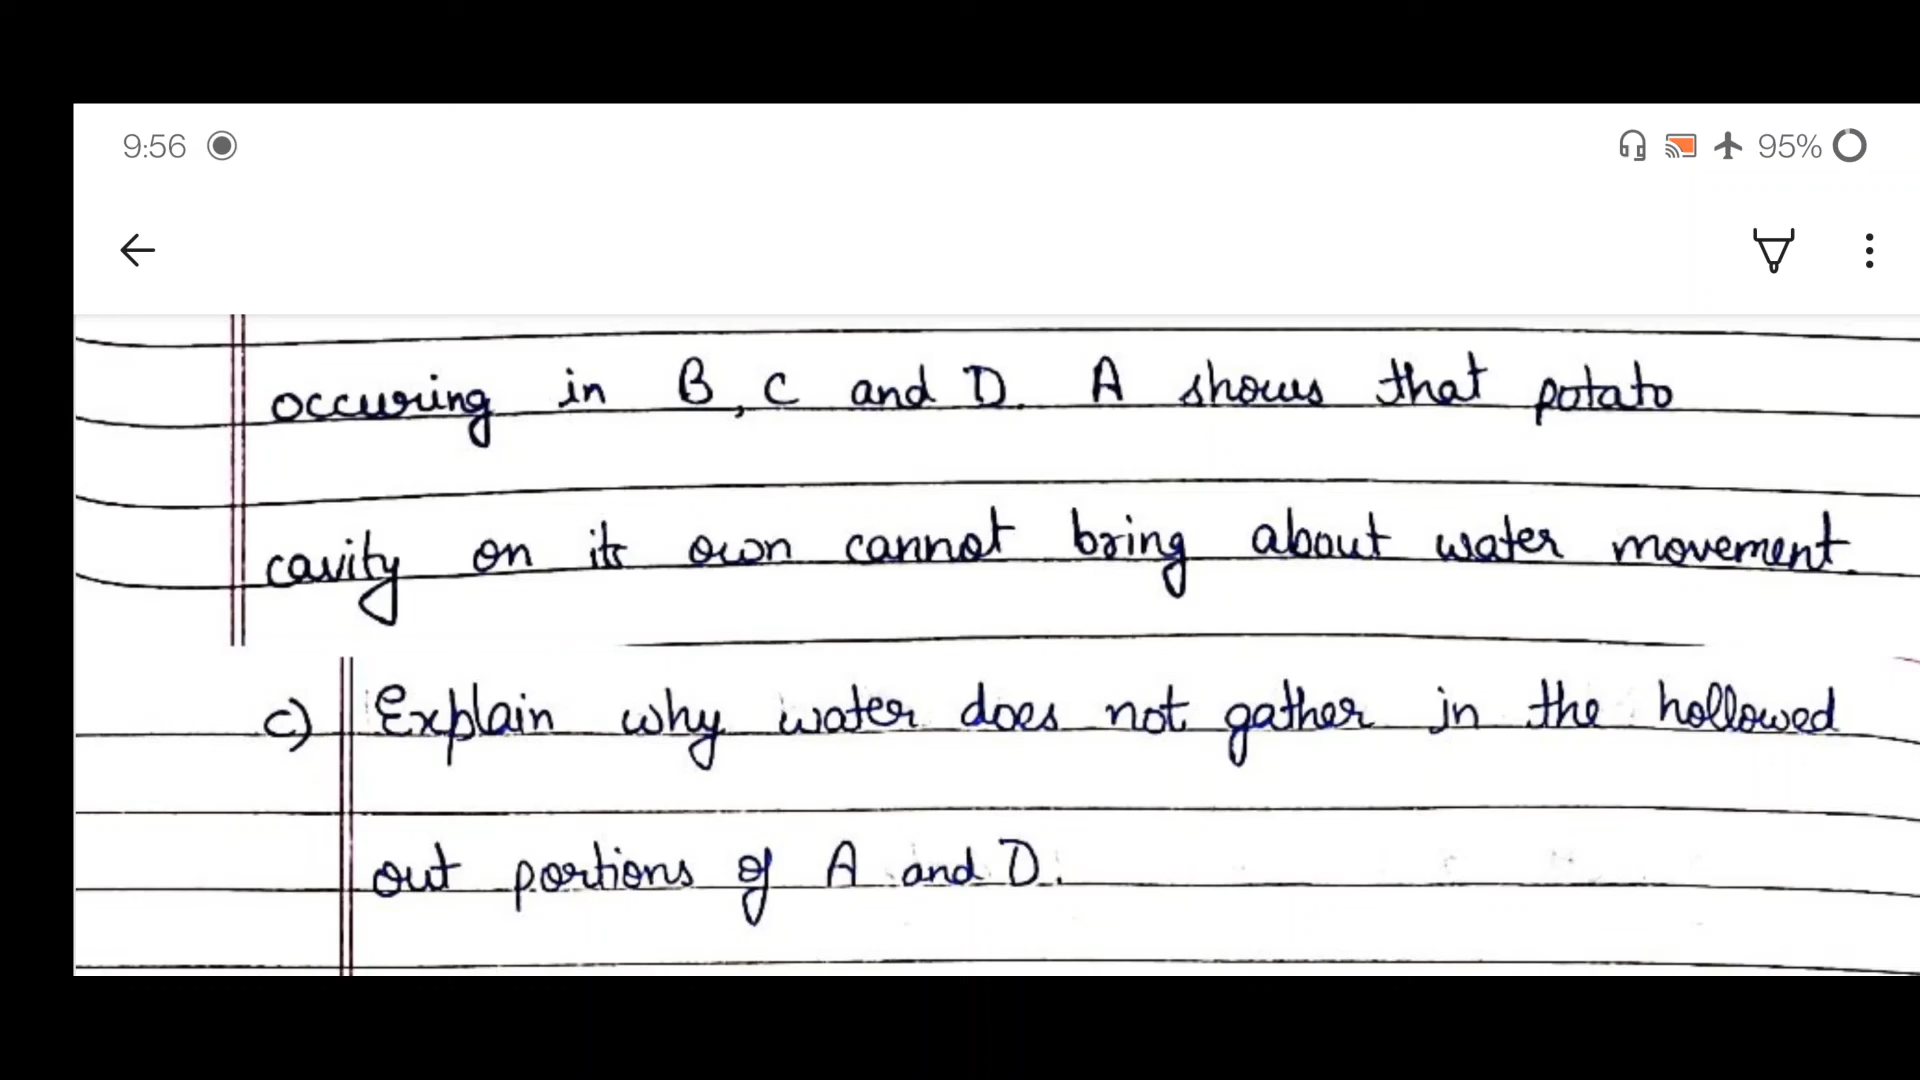 9:56
95%
occuring in B, C and D. A shows that potato
cavity on its own cannot bring about water movement.
c) Explain why water does not gather in the hollowed
out portions of A and D.